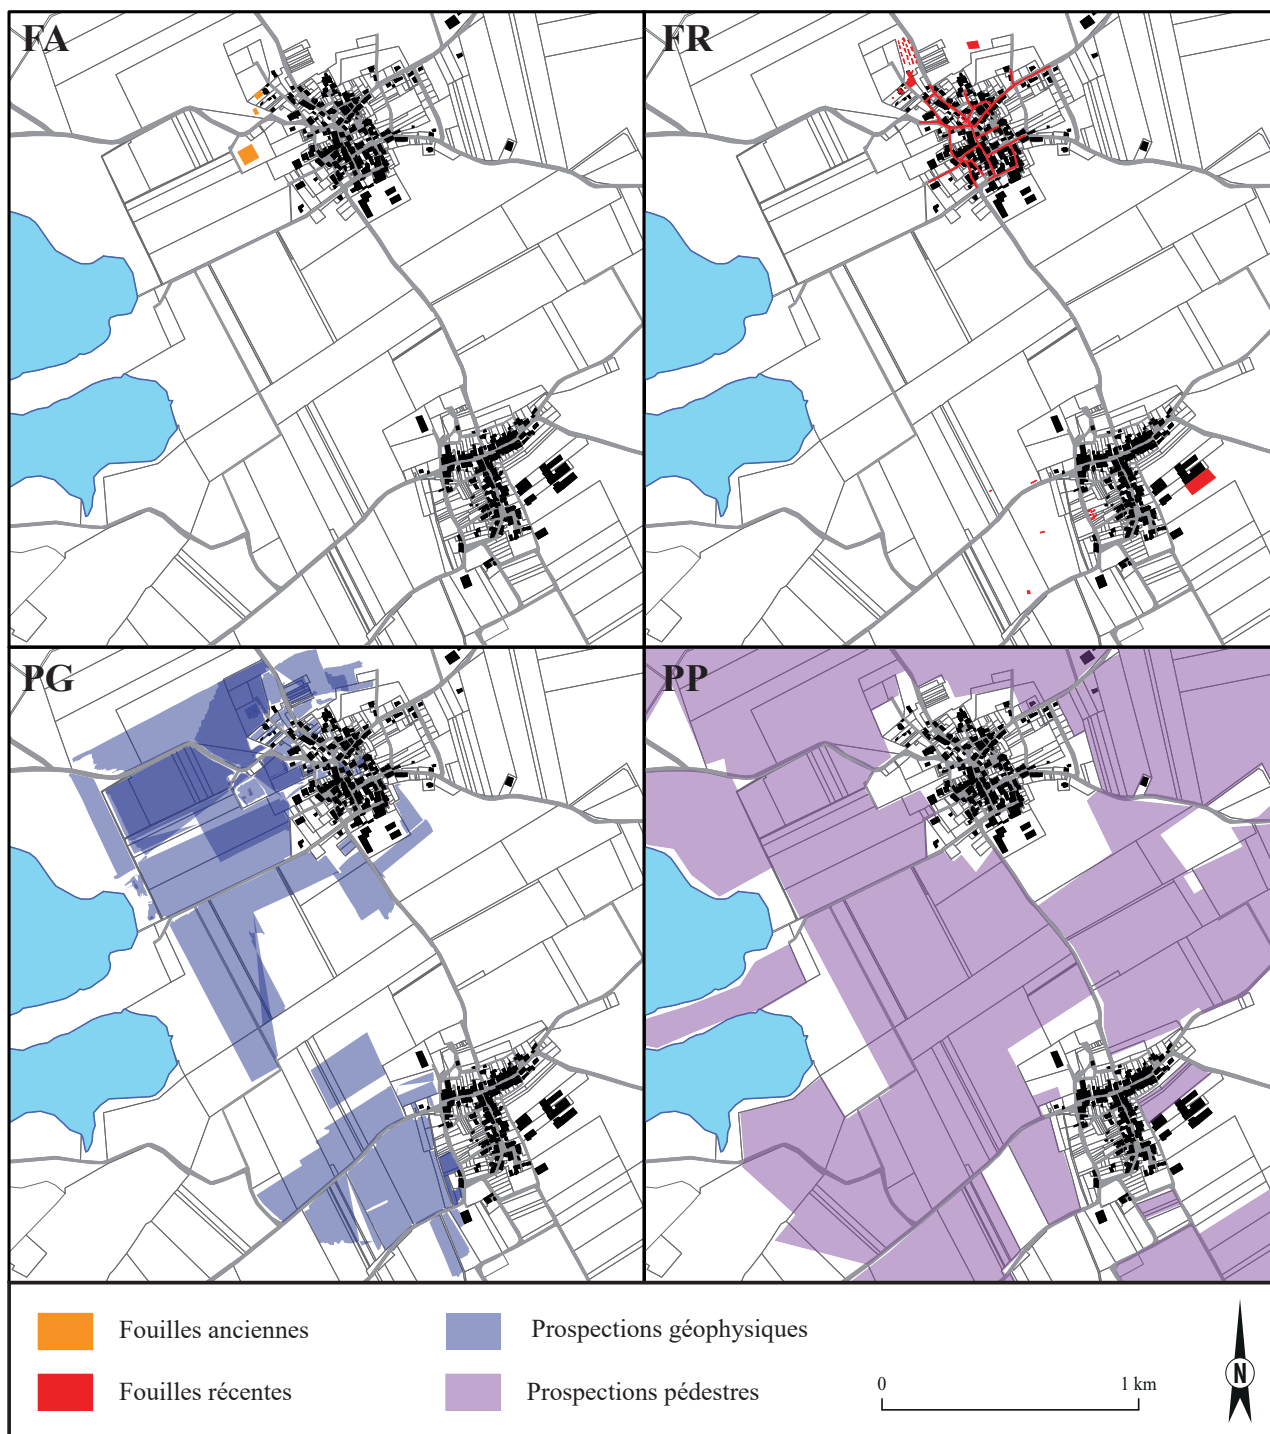 FA
FR
PG
PP
Fouilles anciennes
Prospections géophysiques
Fouilles récentes
Prospections pédestres
0
1 km
N